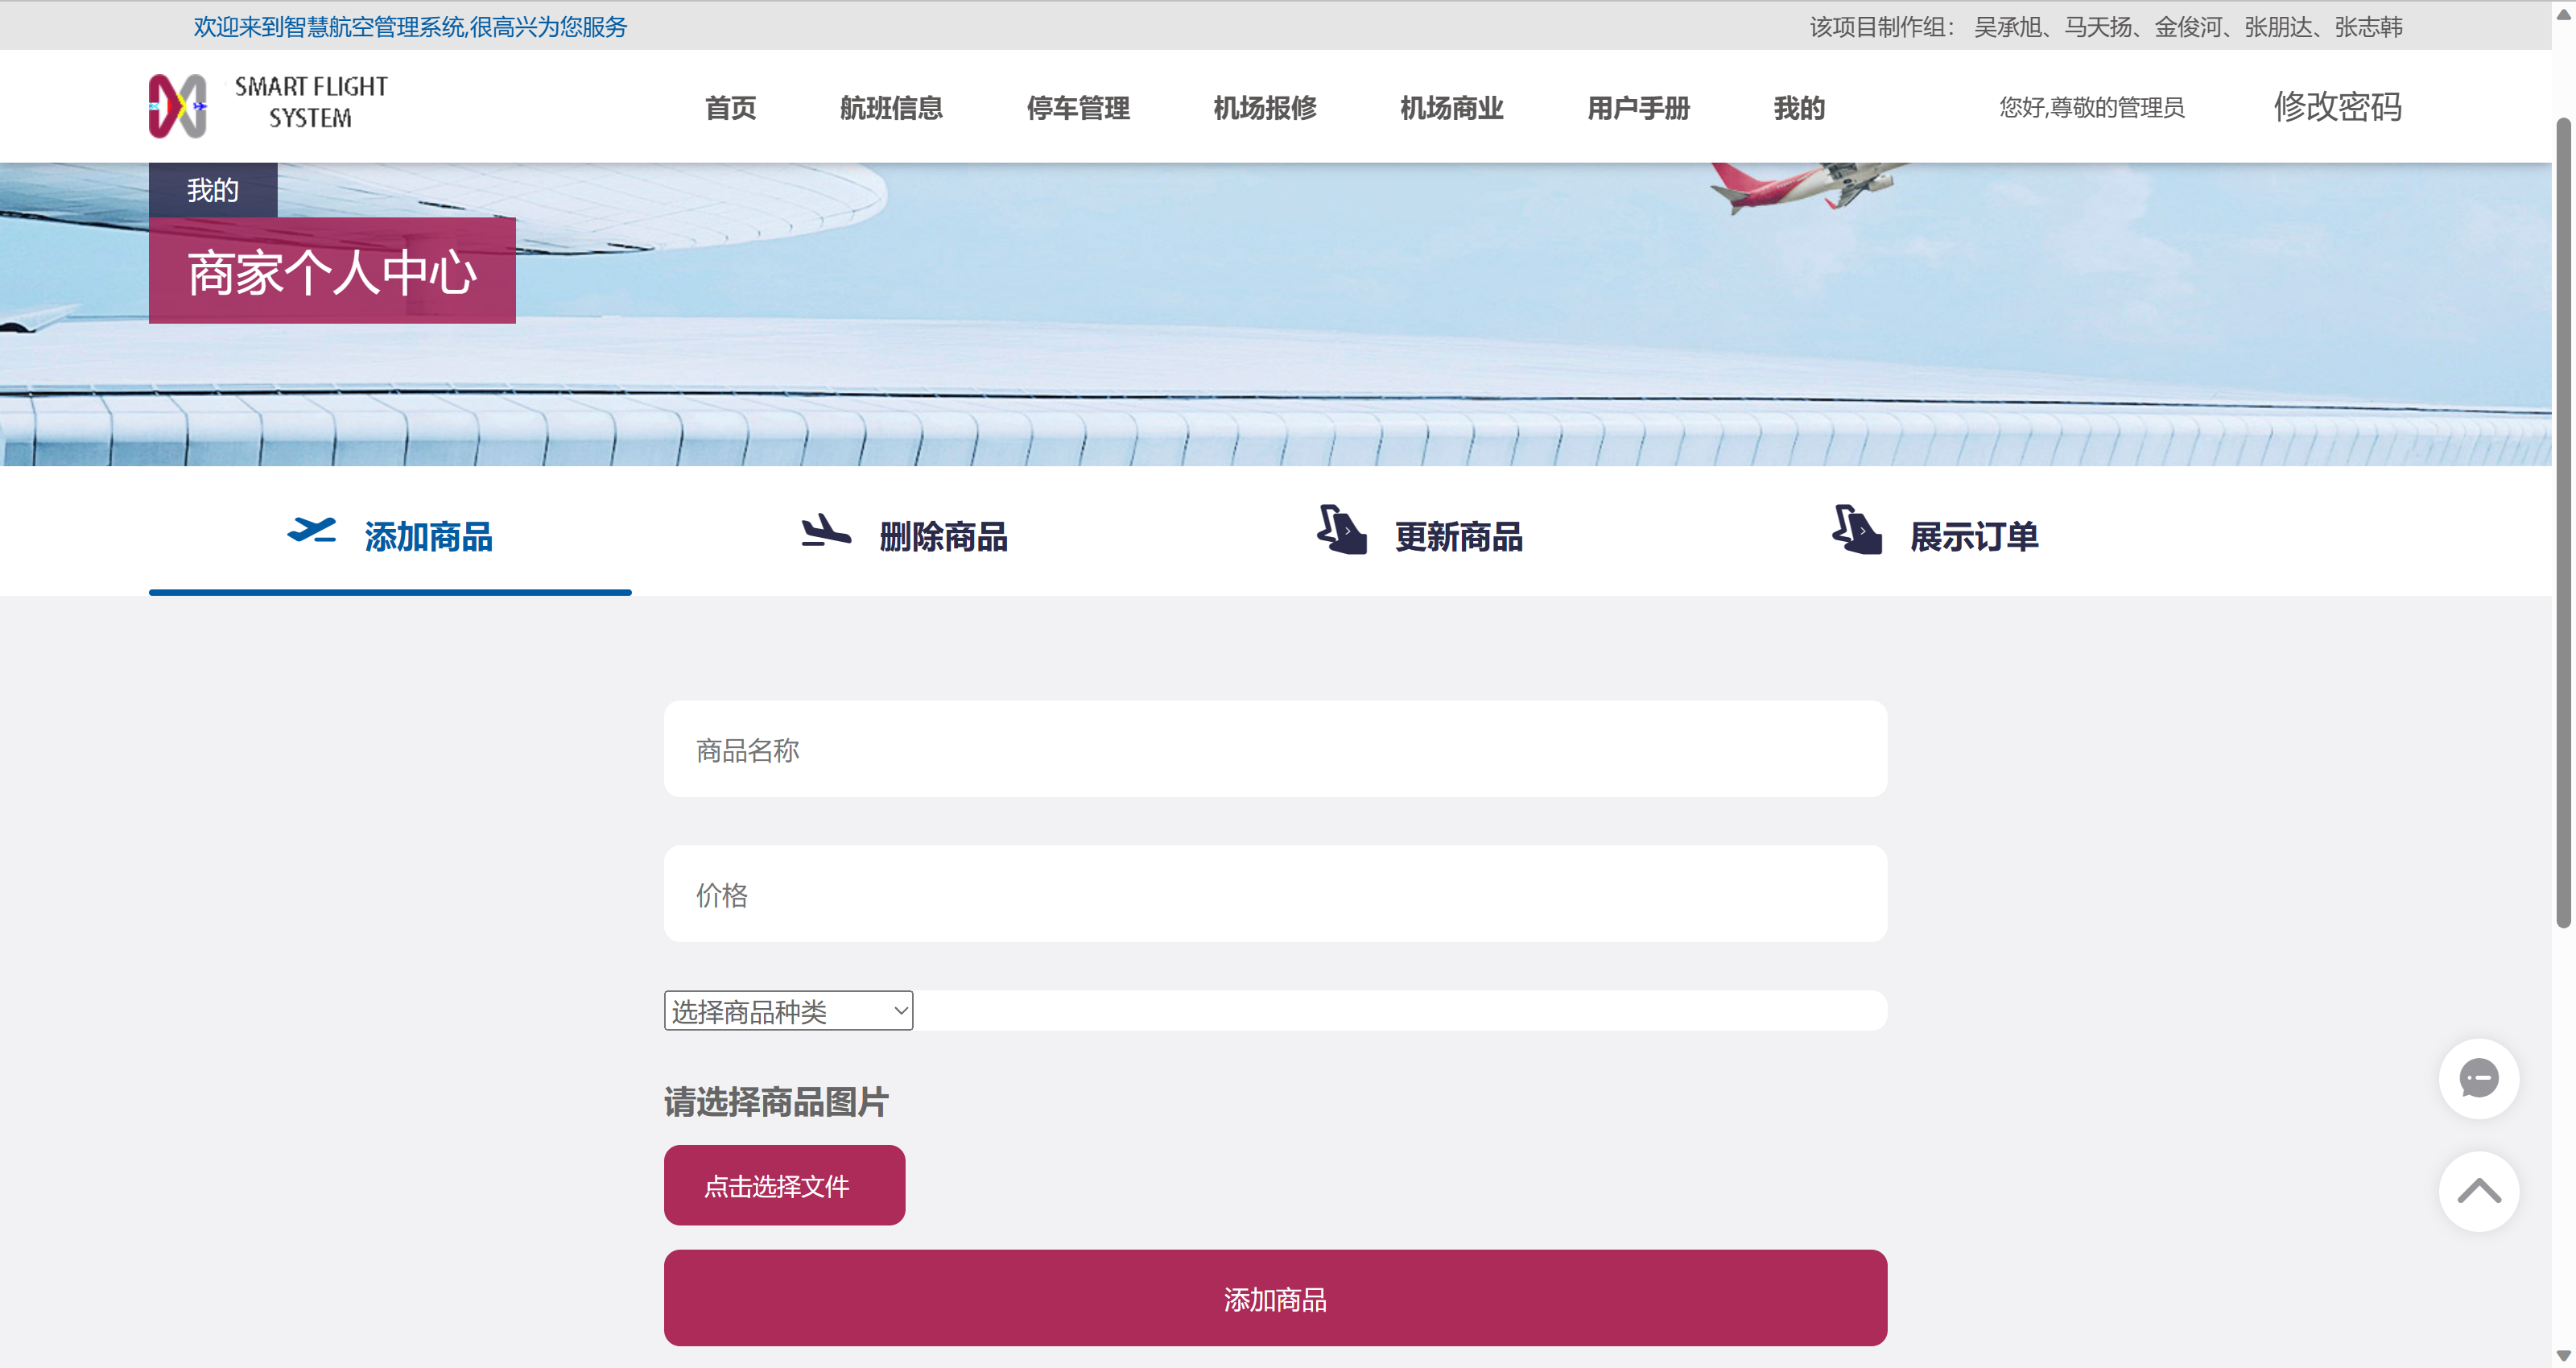 欢迎来到智慧航空管理系统,很高兴为您服务
该项目制作组： 吴承旭、马天扬、金俊河、张朋达、张志韩
SMART FLIGHT
SYSTEM
首页
航班信息
停车管理
机场报修
机场商业
用户手册
我的
您好,尊敬的管理员
修改密码
我的
商家个人中心
添加商品
删除商品
更新商品
展示订单
商品名称
价格
选择商品种类
请选择商品图片
点击选择文件
添加商品